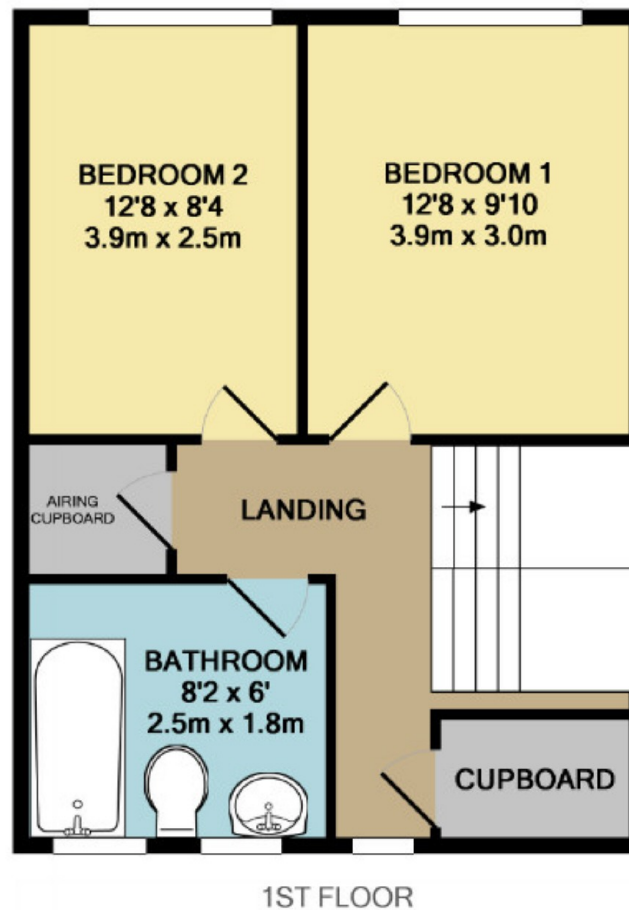 BEDROOM 2
12'8 x 8'4
3.9m x 2.5m
BEDROOM 1
12'8 x 9'10
3.9m x 3.0m
AIRING
CUPBOARD
LANDING
BATHROOM
8'2 x 6'
2.5m x 1.8m
CUPBOARD
1ST FLOOR